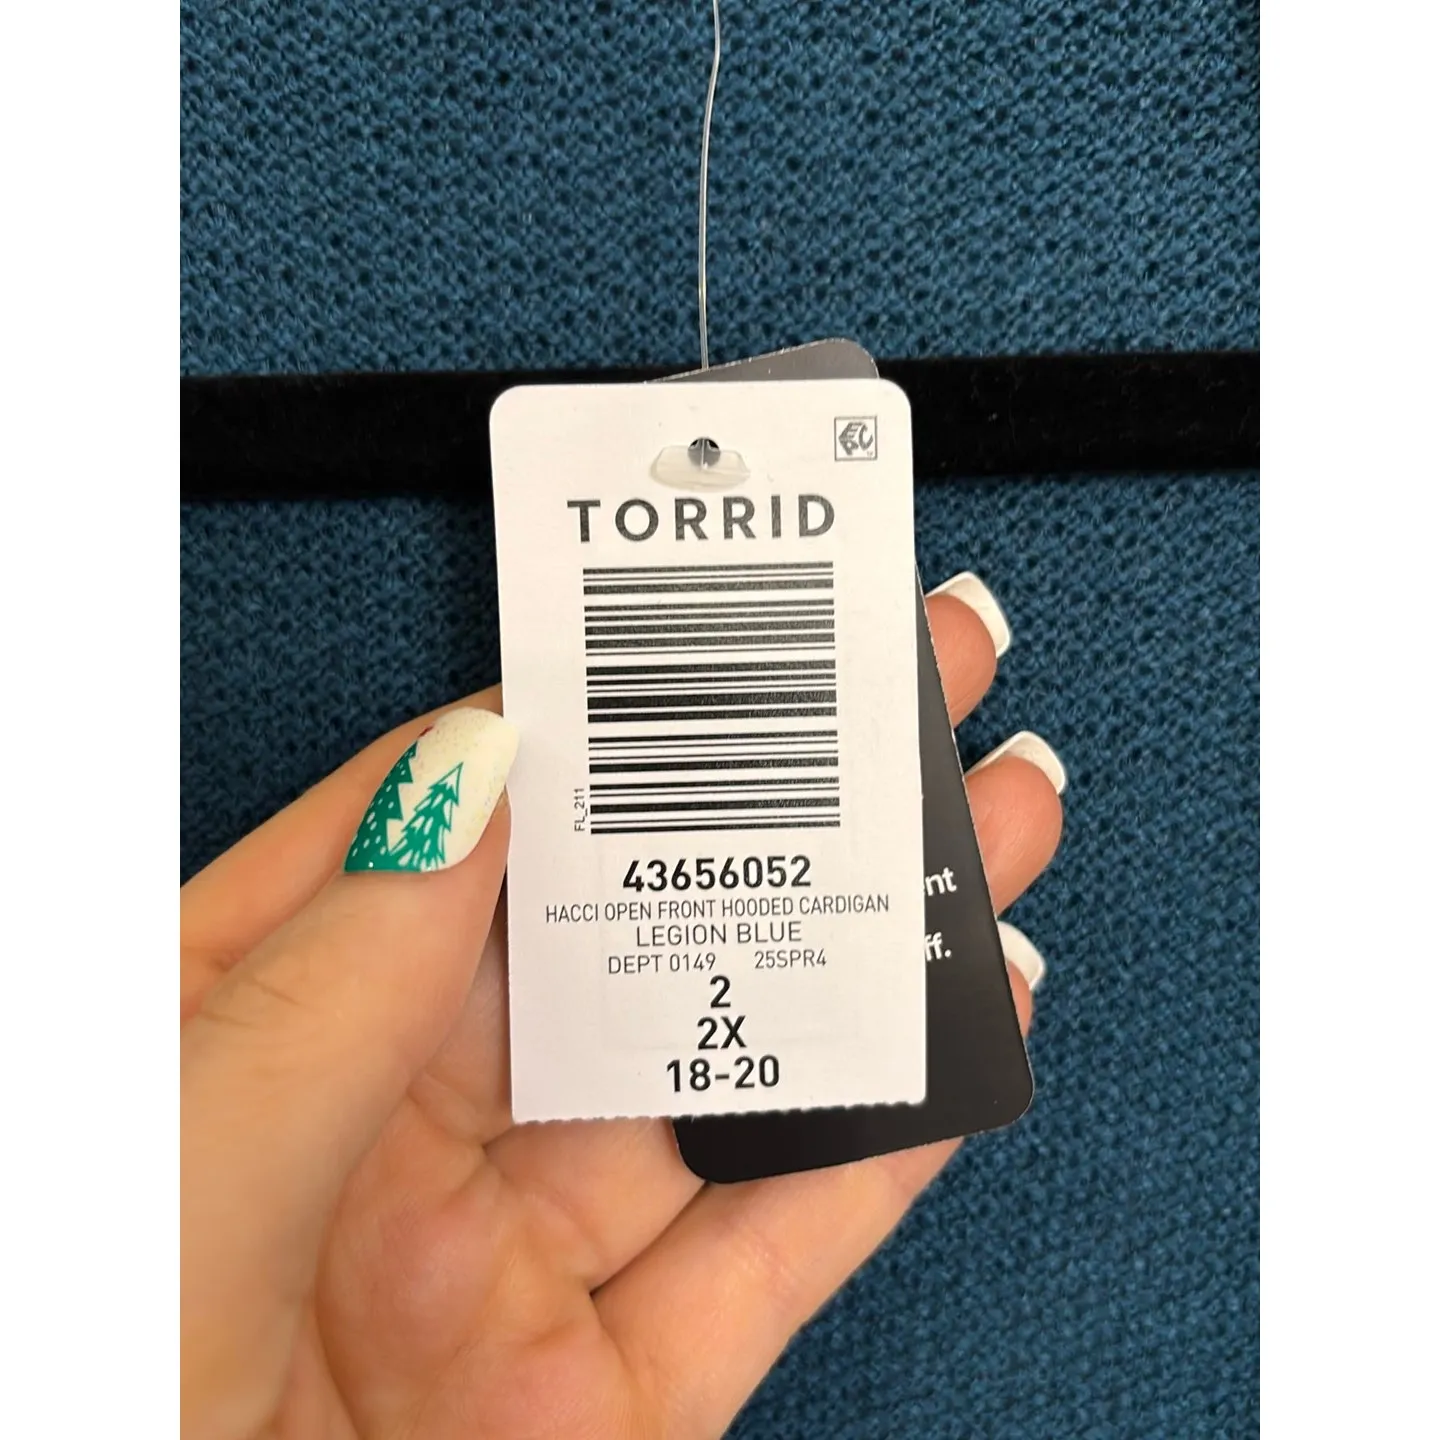 TORRID
FL_211
43656052
HACCI OPEN FRONT HOODED CARDIGAN
LEGION BLUE
DEPT 0149 25SPR4
2
2X
18-20
nt
ff.